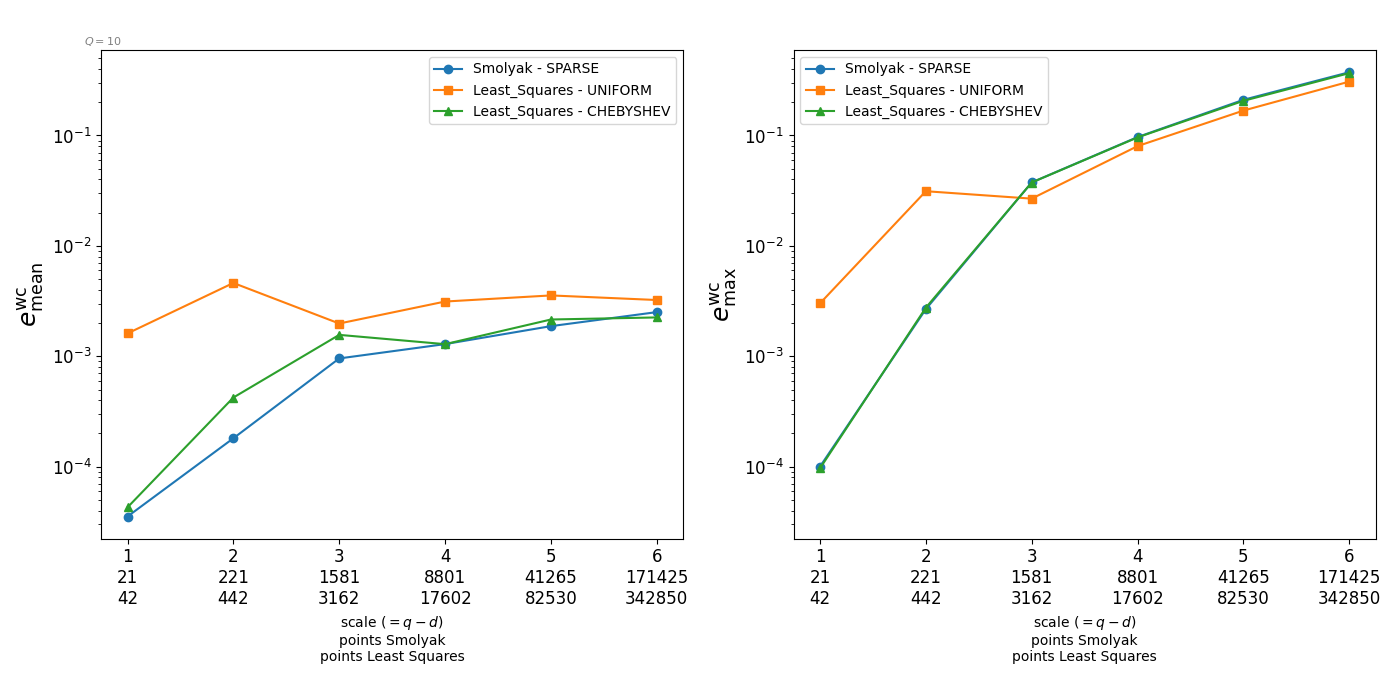 Q = 10
Smolyak - SPARSE
Least_Squares - UNIFORM
Least_Squares - CHEBYSHEV
10^{-1}
10^{-2}
10^{-3}
10^{-4}
e^{wc}_{mean}
1 2 3 4 5 6
21 221 1581 8801 41265 171425
42 442 3162 17602 82530 342850
scale (= q − d)
points Smolyak
points Least Squares
Smolyak - SPARSE
Least_Squares - UNIFORM
Least_Squares - CHEBYSHEV
10^{-1}
10^{-2}
10^{-3}
10^{-4}
e^{wc}_{max}
1 2 3 4 5 6
21 221 1581 8801 41265 171425
42 442 3162 17602 82530 342850
scale (= q − d)
points Smolyak
points Least Squares